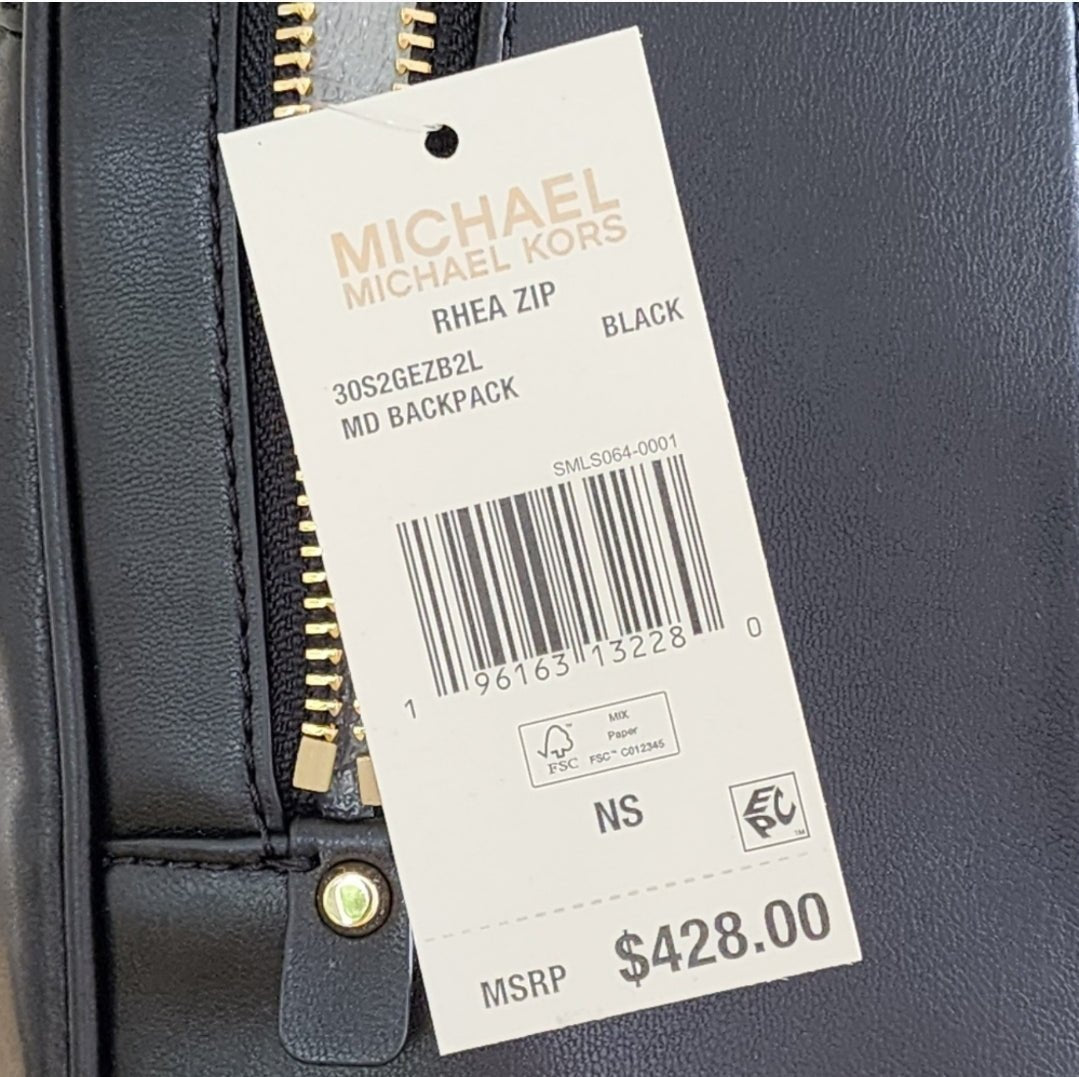 MICHAEL
MICHAEL KORS
RHEA ZIP
BLACK
30S2GEZB2L
MD BACKPACK
SMLS064-0001
1 96163 13228 0
FSC
MIX
Paper
FSC™ C012345
NS
EPC™
MSRP $428.00